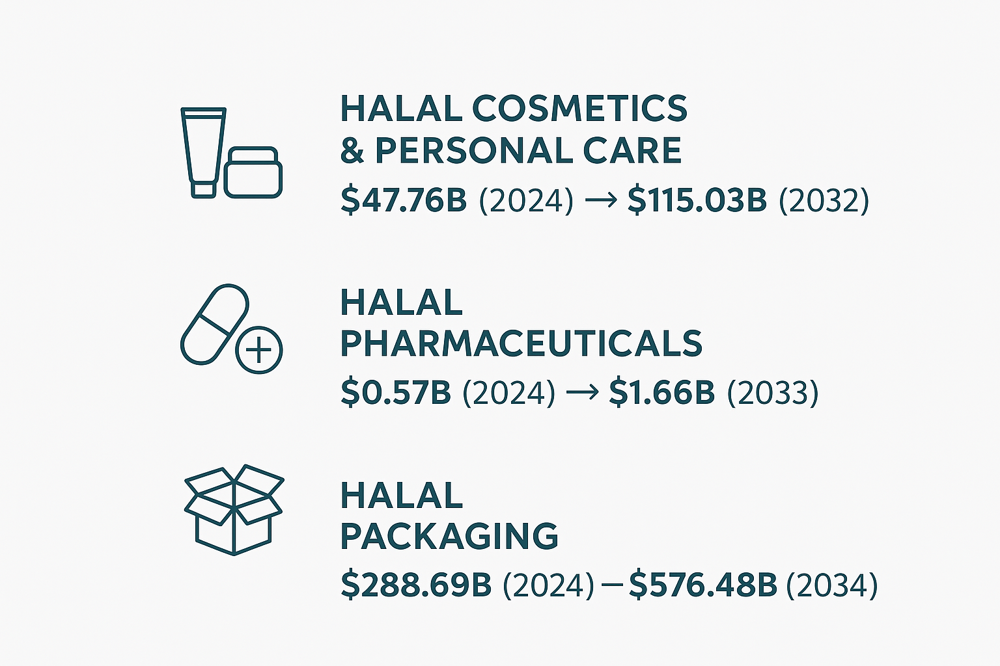 HALAL COSMETICS
& PERSONAL CARE
$47.76B (2024) → $115.03B (2032)
HALAL
PHARMACEUTICALS
$0.57B (2024) → $1.66B (2033)
HALAL
PACKAGING
$288.69B (2024) – $576.48B (2034)